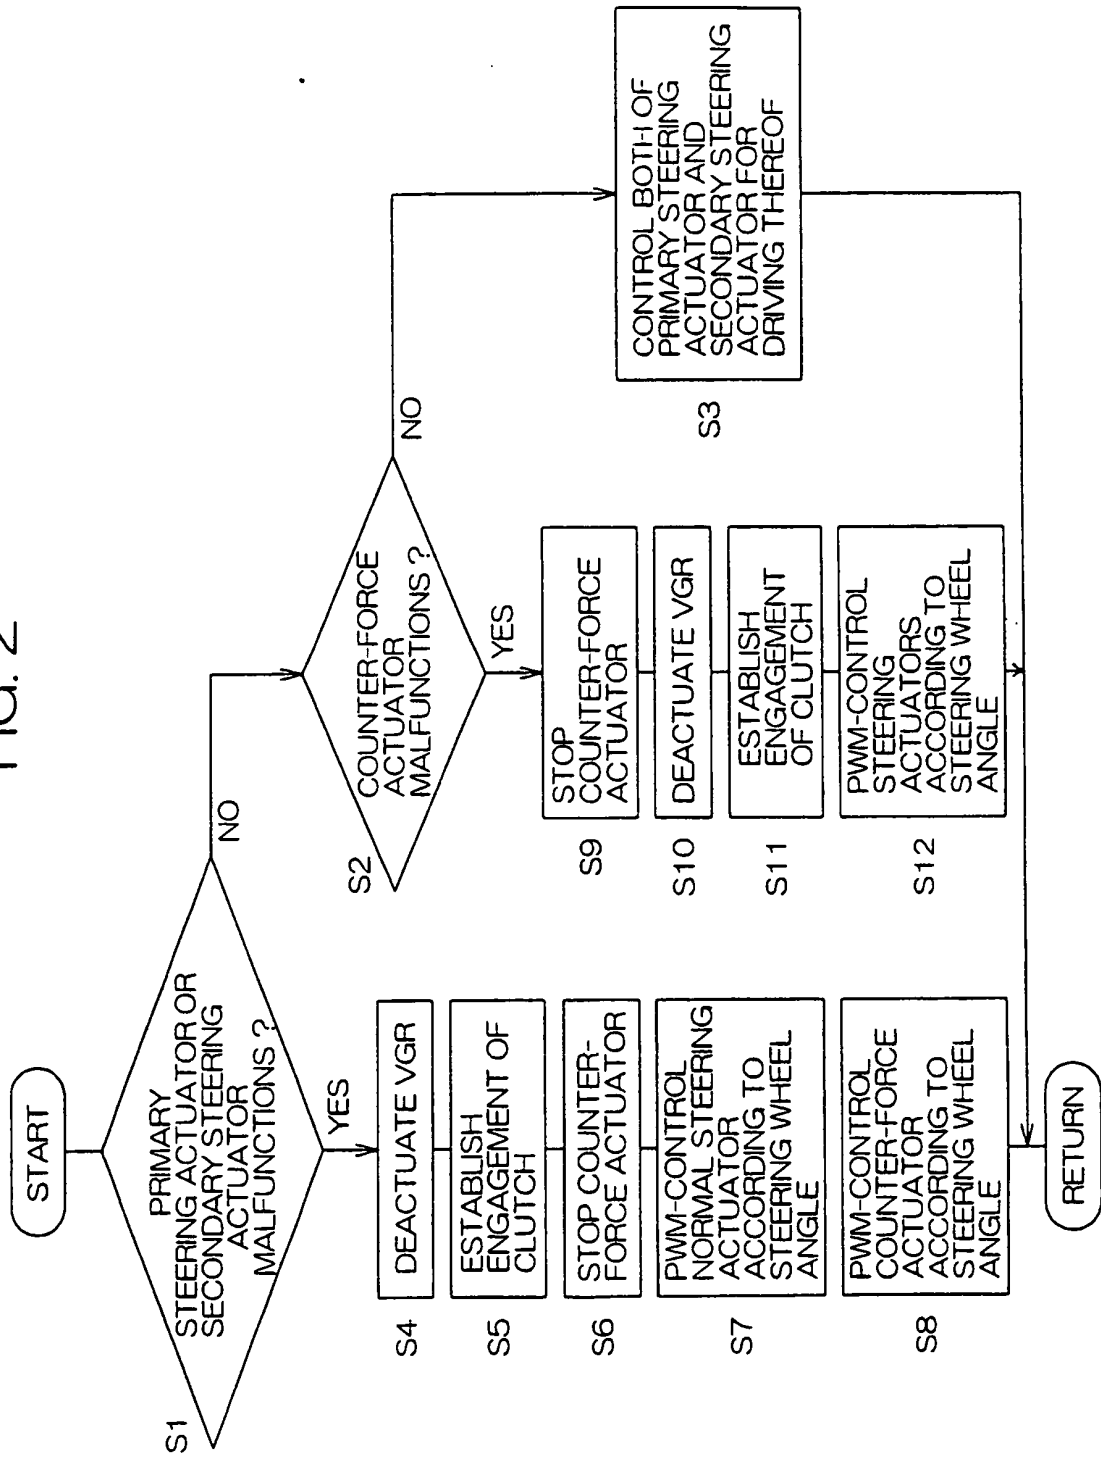 FIG. 2
START
S1
PRIMARY
STEERING ACTUATOR OR
SECONDARY STEERING
ACTUATOR
MALFUNCTIONS ?
NO
YES
S2
COUNTER-FORCE
ACTUATOR
MALFUNCTIONS ?
NO
YES
S3
CONTROL BOTH OF
PRIMARY STEERING
ACTUATOR AND
SECONDARY STEERING
ACTUATOR FOR
DRIVING THEREOF
S4
DEACTUATE VGR
S5
ESTABLISH
ENGAGEMENT OF
CLUTCH
S6
STOP COUNTER-
FORCE ACTUATOR
S7
PWM-CONTROL
NORMAL STEERING
ACTUATOR
ACCORDING TO
STEERING WHEEL
ANGLE
S8
PWM-CONTROL
COUNTER-FORCE
ACTUATOR
ACCORDING TO
STEERING WHEEL
ANGLE
S9
STOP
COUNTER-FORCE
ACTUATOR
S10
DEACTUATE VGR
S11
ESTABLISH
ENGAGEMENT
OF CLUTCH
S12
PWM-CONTROL
STEERING
ACTUATORS
ACCORDING TO
STEERING WHEEL
ANGLE
RETURN